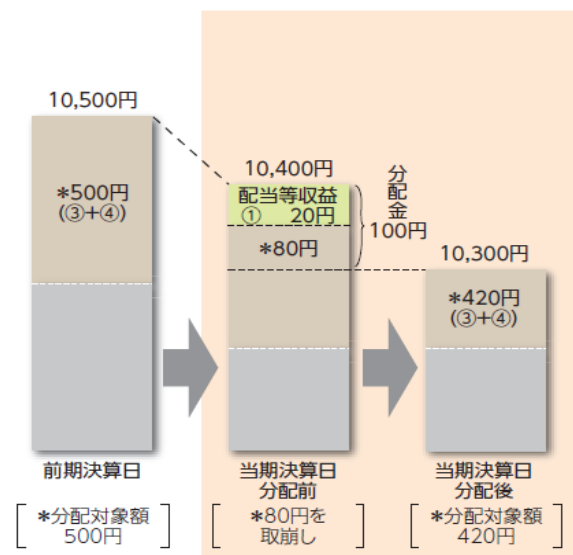 10,500円
*500円
(③+④)
前期決算日
*分配対象額
500円
10,400円
配当等収益
① 20円
*80円
分配金
100円
当期決算日
分配前
*80円を
取崩し
10,300円
*420円
(③+④)
当期決算日
分配後
*分配対象額
420円